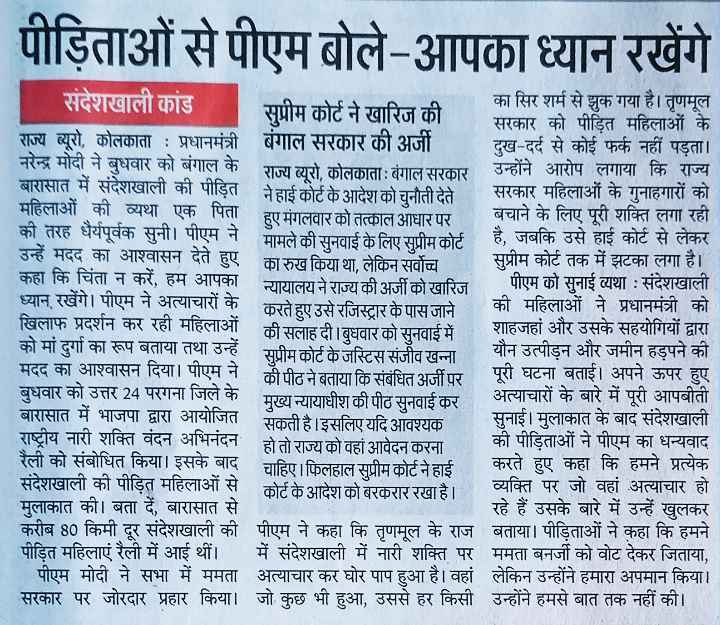 पीड़िताओं से पीएम बोले-आपका ध्यान रखेंगे
संदेशखाली कांड
राज्य ब्यूरो, कोलकाता : प्रधानमंत्री
नरेन्द्र मोदी ने बुधवार को बंगाल के
बारासात में संदेशखाली की पीड़ित
महिलाओं की व्यथा एक पिता
की तरह धैर्यपूर्वक सुनी। पीएम ने
उन्हें मदद का आश्वासन देते हुए
कहा कि चिंता न करें, हम आपका
ध्यान रखेंगे। पीएम ने अत्याचारों के
खिलाफ प्रदर्शन कर रही महिलाओं
को मां दुर्गा का रूप बताया तथा उन्हें
मदद का आश्वासन दिया। पीएम ने
बुधवार को उत्तर 24 परगना जिले के
बारासात में भाजपा द्वारा आयोजित
राष्ट्रीय नारी शक्ति वंदन अभिनंदन
रैली को संबोधित किया। इसके बाद
संदेशखाली की पीड़ित महिलाओं से
मुलाकात की। बता दें, बारासात से
करीब 80 किमी दूर संदेशखाली की
पीड़ित महिलाएं रैली में आई थीं।
पीएम मोदी ने सभा में ममता
सरकार पर जोरदार प्रहार किया।
सुप्रीम कोर्ट ने खारिज की
बंगाल सरकार की अर्जी
राज्य ब्यूरो, कोलकाता : बंगाल सरकार
ने हाई कोर्ट के आदेश को चुनौती देते
हुए मंगलवार को तत्काल आधार पर
मामले की सुनवाई के लिए सुप्रीम कोर्ट
का रुख किया था, लेकिन सर्वोच्च
न्यायालय ने राज्य की अर्जी को खारिज
करते हुए उसे रजिस्ट्रार के पास जाने
की सलाह दी। बुधवार को सुनवाई में
सुप्रीम कोर्ट के जस्टिस संजीव खन्ना
की पीठ ने बताया कि संबंधित अर्जी पर
मुख्य न्यायाधीश की पीठ सुनवाई कर
सकती है। इसलिए यदि आवश्यक
हो तो राज्य को वहां आवेदन करना
चाहिए। फिलहाल सुप्रीम कोर्ट ने हाई
कोर्ट के आदेश को बरकरार रखा है।
पीएम ने कहा कि तृणमूल के राज
में संदेशखाली में नारी शक्ति पर
अत्याचार कर घोर पाप हुआ है। वहां
जो कुछ भी हुआ, उससे हर किसी
का सिर शर्म से झुक गया है। तृणमूल
सरकार को पीड़ित महिलाओं के
दुख-दर्द से कोई फर्क नहीं पड़ता।
उन्होंने आरोप लगाया कि राज्य
सरकार महिलाओं के गुनाहगारों को
बचाने के लिए पूरी शक्ति लगा रही
है, जबकि उसे हाई कोर्ट से लेकर
सुप्रीम कोर्ट तक में झटका लगा है।
पीएम को सुनाई व्यथा : संदेशखाली
की महिलाओं ने प्रधानमंत्री को
शाहजहां और उसके सहयोगियों द्वारा
यौन उत्पीड़न और जमीन हड़पने की
पूरी घटना बताई। अपने ऊपर हुए
अत्याचारों के बारे में पूरी आपबीती
सुनाई। मुलाकात के बाद संदेशखाली
की पीड़िताओं ने पीएम का धन्यवाद
करते हुए कहा कि हमने प्रत्येक
व्यक्ति पर जो वहां अत्याचार हो
रहे हैं उसके बारे में उन्हें खुलकर
बताया। पीड़िताओं ने कहा कि हमने
ममता बनर्जी को वोट देकर जिताया,
लेकिन उन्होंने हमारा अपमान किया।
उन्होंने हमसे बात तक नहीं की।